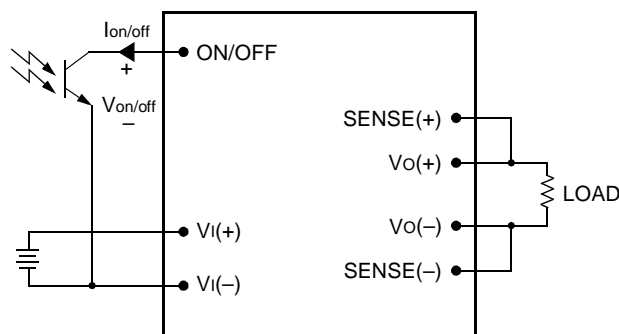 Ion/off
ON/OFF
+
Von/off
–
SENSE(+)
VO(+)
LOAD
VI(+)
VO(–)
SENSE(–)
VI(–)